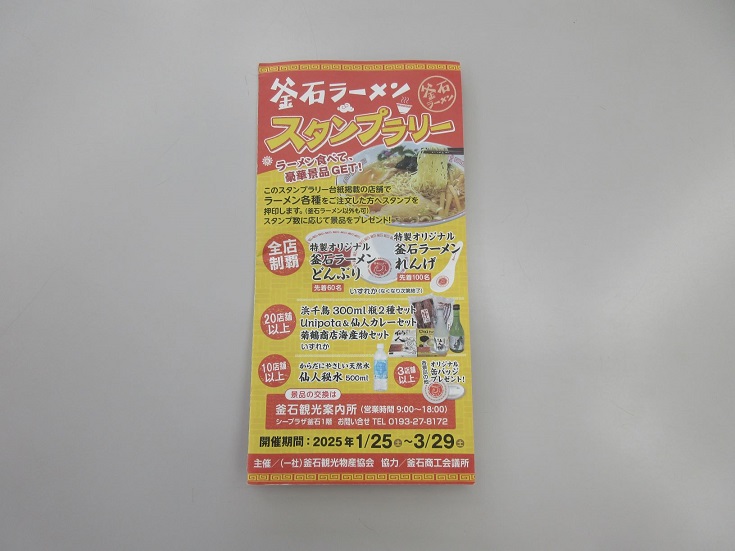 釜石ラーメン
釜石
ラーメン
スタンプラリー
ラーメン食べて、
豪華景品GET!
このスタンプラリー台紙掲載の店舗で
ラーメン各種をご注文した方へスタンプを
押印します。(釜石ラーメン以外も可)
スタンプ数に応じて景品をプレゼント!
全店
制覇
特製オリジナル
釜石ラーメン
どんぶり
先着60名
特製オリジナル
釜石ラーメン
れんげ
先着100名
いずれか(なくなり次第終了)
20店舗
以上
浜千鳥300ml瓶2種セット
Unipota&仙人カレーセット
菊鶴商店海産物セット
いずれか
10店舗
以上
からだにやさしい天然水
仙人秘水(500ml)
3店舗
以上
オリジナル
缶バッジ
プレゼント!
景品の交換は
釜石観光案内所(営業時間 9:00〜18:00)
シープラザ釜石1階 お問い合せ TEL 0193-27-8172
開催期間:2025年1/25㊏〜3/29㊏
主催/(一社)釜石観光物産協会 協力/釜石商工会議所